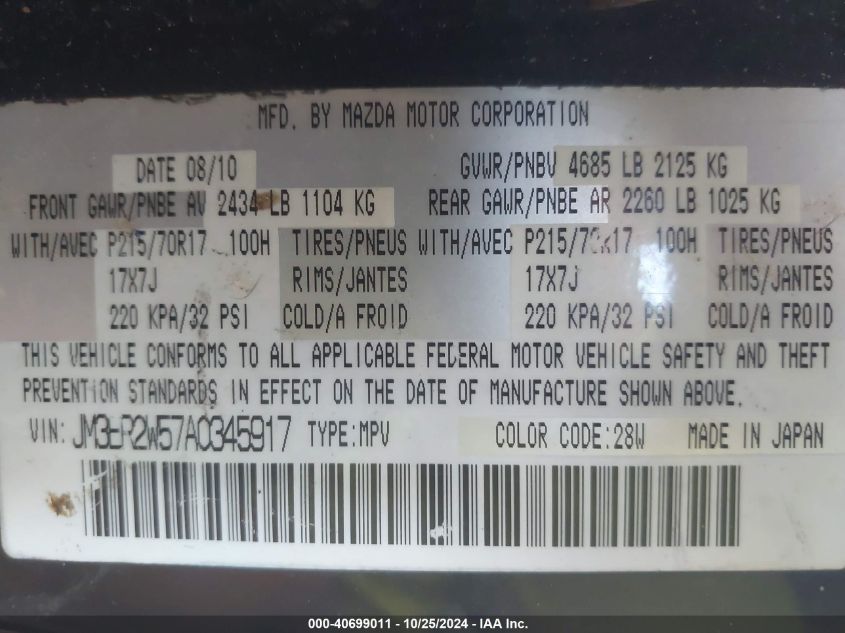 MFD. BY MAZDA MOTOR CORPORATION
DATE 08/10 GVWR/PNBV 4685 LB 2125 KG
FRONT GAWR/PNBE AV 2434 LB 1104 KG REAR GAWR/PNBE AR 2260 LB 1025 KG
WITH/AVEC P215/70R17 100H TIRES/PNEUS WITH/AVEC P215/70R17 100H TIRES/PNEUS
17X7J RIMS/JANTES 17X7J RIMS/JANTES
220 KPA/32 PSI COLD/A FROID 220 KPA/32 PSI COLD/A FROID
THIS VEHICLE CONFORMS TO ALL APPLICABLE FEDERAL MOTOR VEHICLE SAFETY AND THEFT
PREVENTION STANDARDS IN EFFECT ON THE DATE OF MANUFACTURE SHOWN ABOVE.
VIN: JM3ER2W57A0345917 TYPE:MPV COLOR CODE:28W MADE IN JAPAN
000-40699011 - 10/25/2024 - IAA Inc.